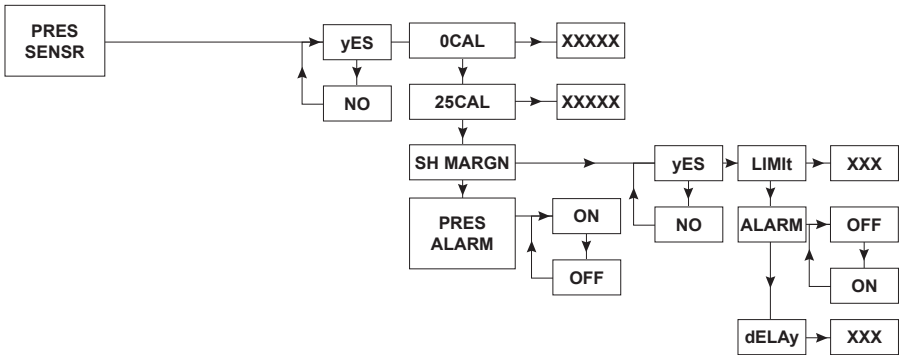 PRES
SENSR
yES
0CAL
XXXXX
NO
25CAL
XXXXX
SH MARGN
yES
LIMIt
XXX
PRES
ALARM
ON
OFF
NO
ALARM
OFF
ON
dELAy
XXX